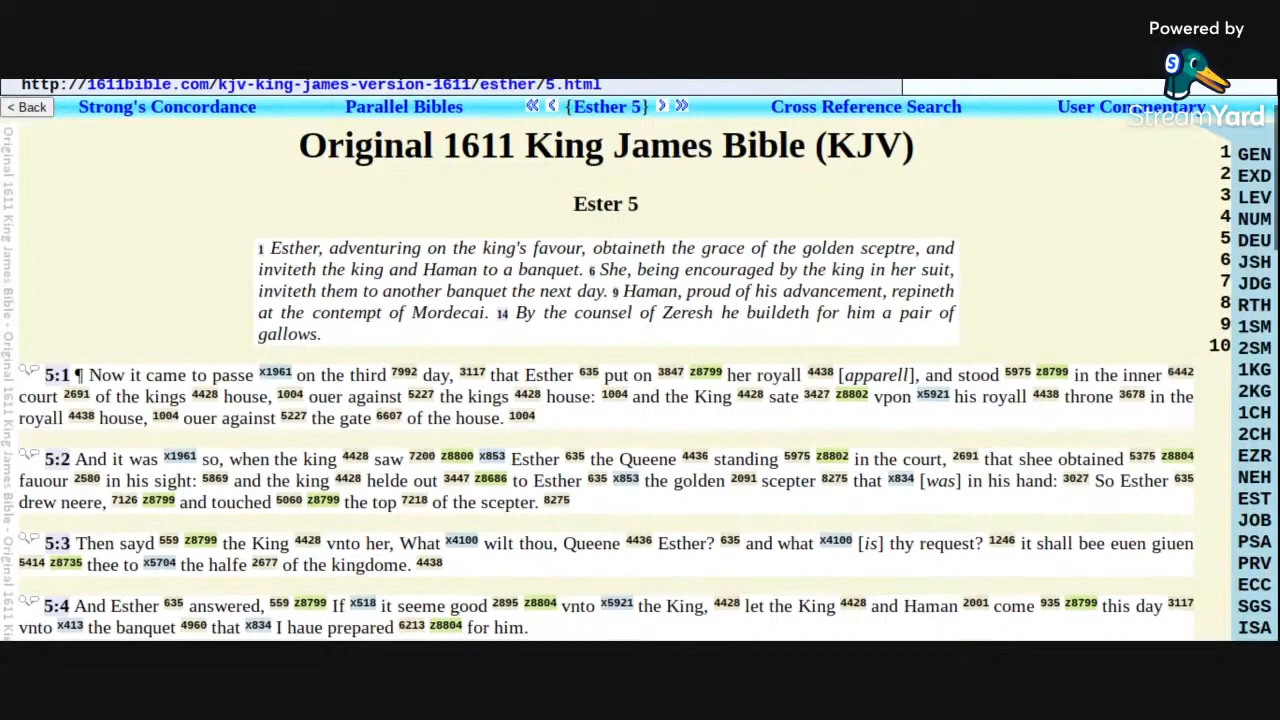 Powered by
StreamYard
http://1611bible.com/kjv-king-james-version-1611/esther/5.html
< Back Strong's Concordance Parallel Bibles « ‹ {Esther 5} › » Cross Reference Search User Commentary
Original 1611 King James Bible (KJV)
Ester 5
1 Esther, adventuring on the king's favour, obtaineth the grace of the golden sceptre, and
inviteth the king and Haman to a banquet. 6 She, being encouraged by the king in her suit,
inviteth them to another banquet the next day. 9 Haman, proud of his advancement, repineth
at the contempt of Mordecai. 14 By the counsel of Zeresh he buildeth for him a pair of
gallows.
5:1 ¶ Now it came to passe x1961 on the third 7992 day, 3117 that Esther 635 put on 3847 z8799 her royall 4438 [apparell], and stood 5975 z8799 in the inner 6442
court 2691 of the kings 4428 house, 1004 ouer against 5227 the kings 4428 house: 1004 and the King 4428 sate 3427 z8802 vpon x5921 his royall 4438 throne 3678 in the
royall 4438 house, 1004 ouer against 5227 the gate 6607 of the house. 1004
5:2 And it was x1961 so, when the king 4428 saw 7200 z8800 x853 Esther 635 the Queene 4436 standing 5975 z8802 in the court, 2691 that shee obtained 5375 z8804
fauour 2580 in his sight: 5869 and the king 4428 helde out 3447 z8686 to Esther 635 x853 the golden 2091 scepter 8275 that x834 [was] in his hand: 3027 So Esther 635
drew neere, 7126 z8799 and touched 5060 z8799 the top 7218 of the scepter. 8275
5:3 Then sayd 559 z8799 the King 4428 vnto her, What x4100 wilt thou, Queene 4436 Esther? 635 and what x4100 [is] thy request? 1246 it shall bee euen giuen
5414 z8735 thee to x5704 the halfe 2677 of the kingdome. 4438
5:4 And Esther 635 answered, 559 z8799 If x518 it seeme good 2895 z8804 vnto x5921 the King, 4428 let the King 4428 and Haman 2001 come 935 z8799 this day 3117
vnto x413 the banquet 4960 that x834 I haue prepared 6213 z8804 for him.
1 GEN
2 EXD
3 LEV
4 NUM
5 DEU
6 JSH
7 JDG
8 RTH
9 1SM
10 2SM
1KG
2KG
1CH
2CH
EZR
NEH
EST
JOB
PSA
PRV
ECC
SGS
ISA
Original 1611 King James Bible - Original 1611 King James Bible - Original 1611 Ki